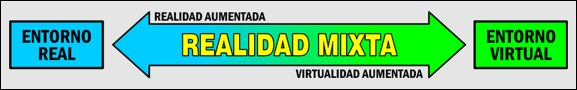 REALIDAD AUMENTADA
ENTORNO
REAL
REALIDAD MIXTA
ENTORNO
VIRTUAL
VIRTUALIDAD AUMENTADA